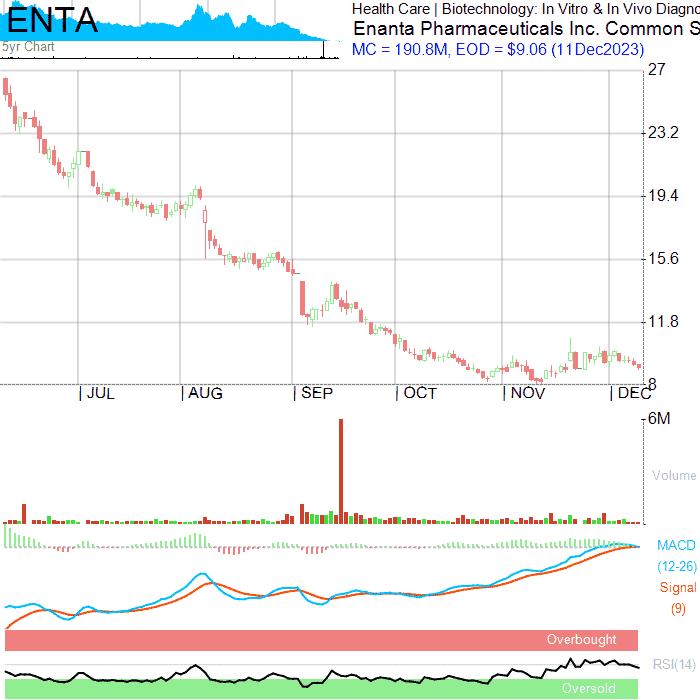 ENTA
5yr Chart
Health Care | Biotechnology: In Vitro & In Vivo Diagno
Enanta Pharmaceuticals Inc. Common S
MC = 190.8M, EOD = $9.06 (11Dec2023)
27
23.2
19.4
15.6
11.8
8
JUL AUG SEP OCT NOV DEC
6M
Volume
MACD
(12-26)
Signal
(9)
Overbought
RSI(14)
Oversold